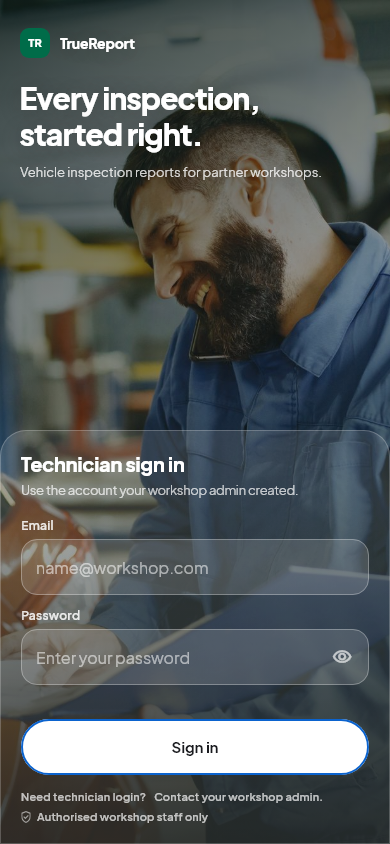 TR TrueReport
Every inspection,
started right.
Vehicle inspection reports for partner workshops.
Technician sign in
Use the account your workshop admin created.
Email
name@workshop.com
Password
Enter your password
Sign in
Need technician login? Contact your workshop admin.
Authorised workshop staff only